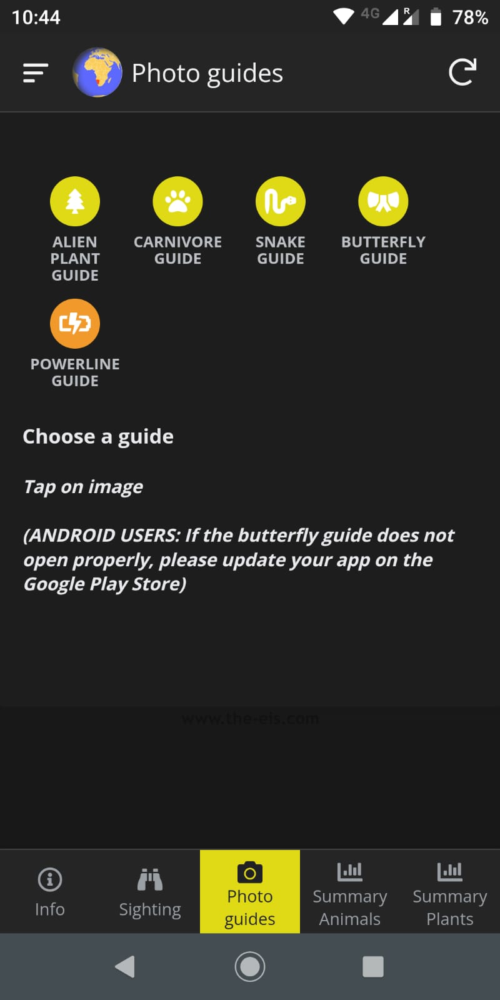 10:44
4G
R
78%
Photo guides
ALIEN
PLANT
GUIDE
CARNIVORE
GUIDE
SNAKE
GUIDE
BUTTERFLY
GUIDE
POWERLINE
GUIDE
Choose a guide
Tap on image
(ANDROID USERS: If the butterfly guide does not
open properly, please update your app on the
Google Play Store)
www.the-eis.com
Info
Sighting
Photo
guides
Summary
Animals
Summary
Plants